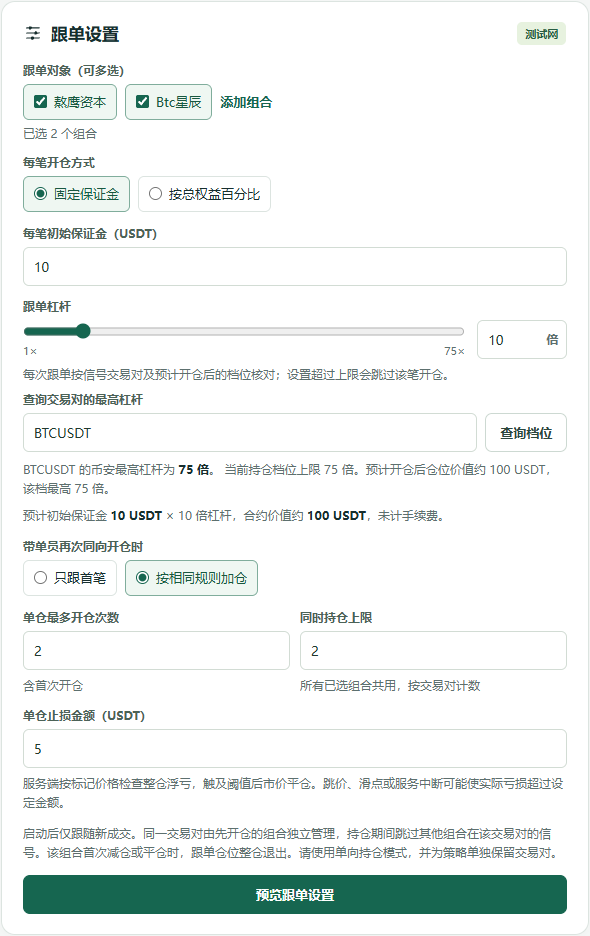 跟单设置
测试网
跟单对象（可多选）
熬鹰资本
Btc星辰
添加组合
已选 2 个组合
每笔开仓方式
固定保证金
按总权益百分比
每笔初始保证金（USDT）
10
跟单杠杆
10 倍
1×
75×
每次跟单按信号交易对及预计开仓后的档位核对；设置超过上限会跳过该笔开仓。
查询交易对的最高杠杆
BTCUSDT
查询档位
BTCUSDT 的币安最高杠杆为 75 倍。 当前持仓档位上限 75 倍。预计开仓后仓位价值约 100 USDT，
该档最高 75 倍。
预计初始保证金 10 USDT × 10 倍杠杆，合约价值约 100 USDT，未计手续费。
带单员再次同向开仓时
只跟首笔
按相同规则加仓
单仓最多开仓次数
同时持仓上限
2
2
含首次开仓
所有已选组合共用，按交易对计数
单仓止损金额（USDT）
5
服务端按标记价格检查整仓浮亏，触及阈值后市价平仓。跳价、滑点或服务中断可能使实际亏损超过设
定金额。
启动后仅跟随新成交。同一交易对由先开仓的组合独立管理，持仓期间跳过其他组合在该交易对的信
号。该组合首次减仓或平仓时，跟单仓位整仓退出。请使用单向持仓模式，并为策略单独保留交易对。
预览跟单设置